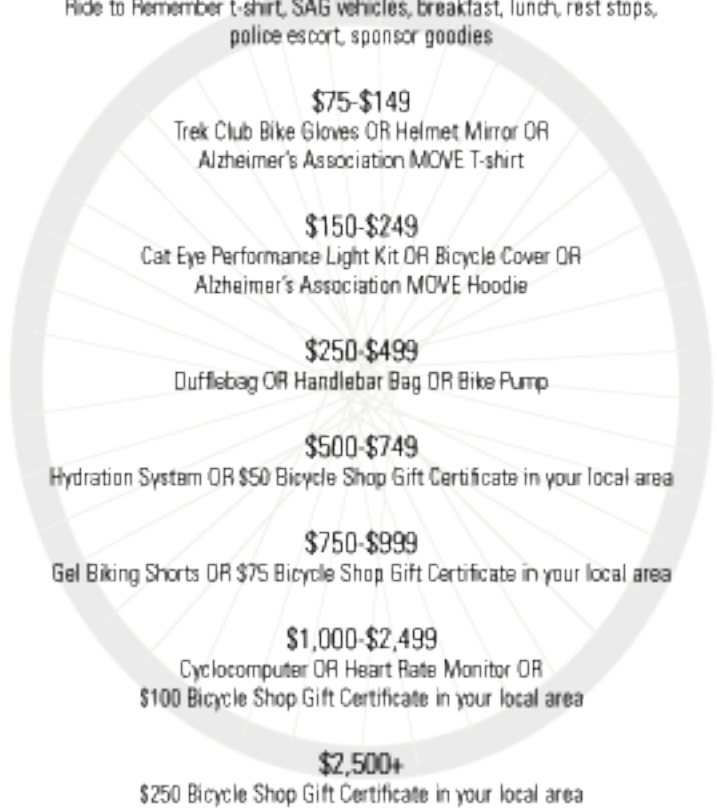 Ride to Remember t-shirt, SAG vehicles, breakfast, lunch, rest stops,
police escort, sponsor goodies
$75-$149
Trek Club Bike Gloves OR Helmet Mirror OR
Alzheimer's Association MOVE T-shirt
$150-$249
Cat Eye Performance Light Kit OR Bicycle Cover OR
Alzheimer's Association MOVE Hoodie
$250-$499
Dufflebag OR Handlebar Bag OR Bike Pump
$500-$749
Hydration System OR $50 Bicycle Shop Gift Certificate in your local area
$750-$999
Gel Biking Shorts OR $75 Bicycle Shop Gift Certificate in your local area
$1,000-$2,499
Cyclocomputer OR Heart Rate Monitor OR
$100 Bicycle Shop Gift Certificate in your local area
$2,500+
$250 Bicycle Shop Gift Certificate in your local area